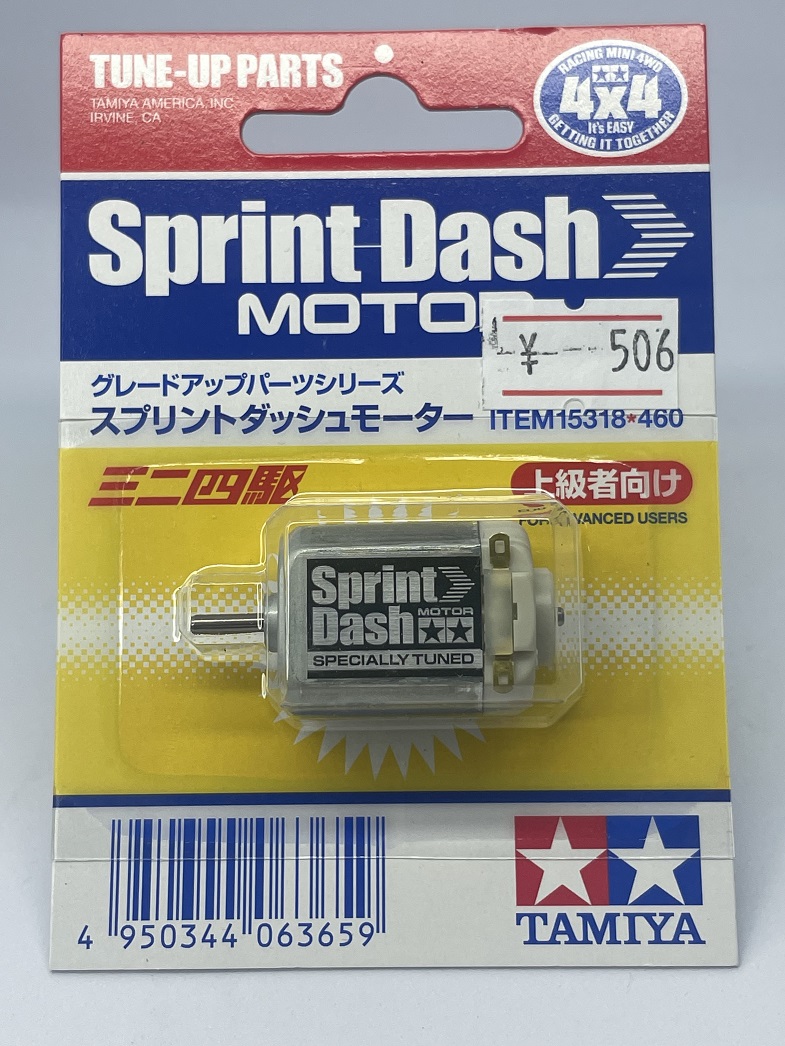 TUNE-UP PARTS
TAMIYA AMERICA, INC.
IRVINE, CA
RACING MINI 4WD
4x4
It's EASY
GETTING IT TOGETHER
Sprint Dash
MOTOR
¥ 506
グレードアップパーツシリーズ
スプリントダッシュモーター
ITEM 15318*460
ミニ四駆
上級者向け
FOR ADVANCED USERS
Sprint
Dash MOTOR
SPECIALLY TUNED
4 950344 063659
TAMIYA